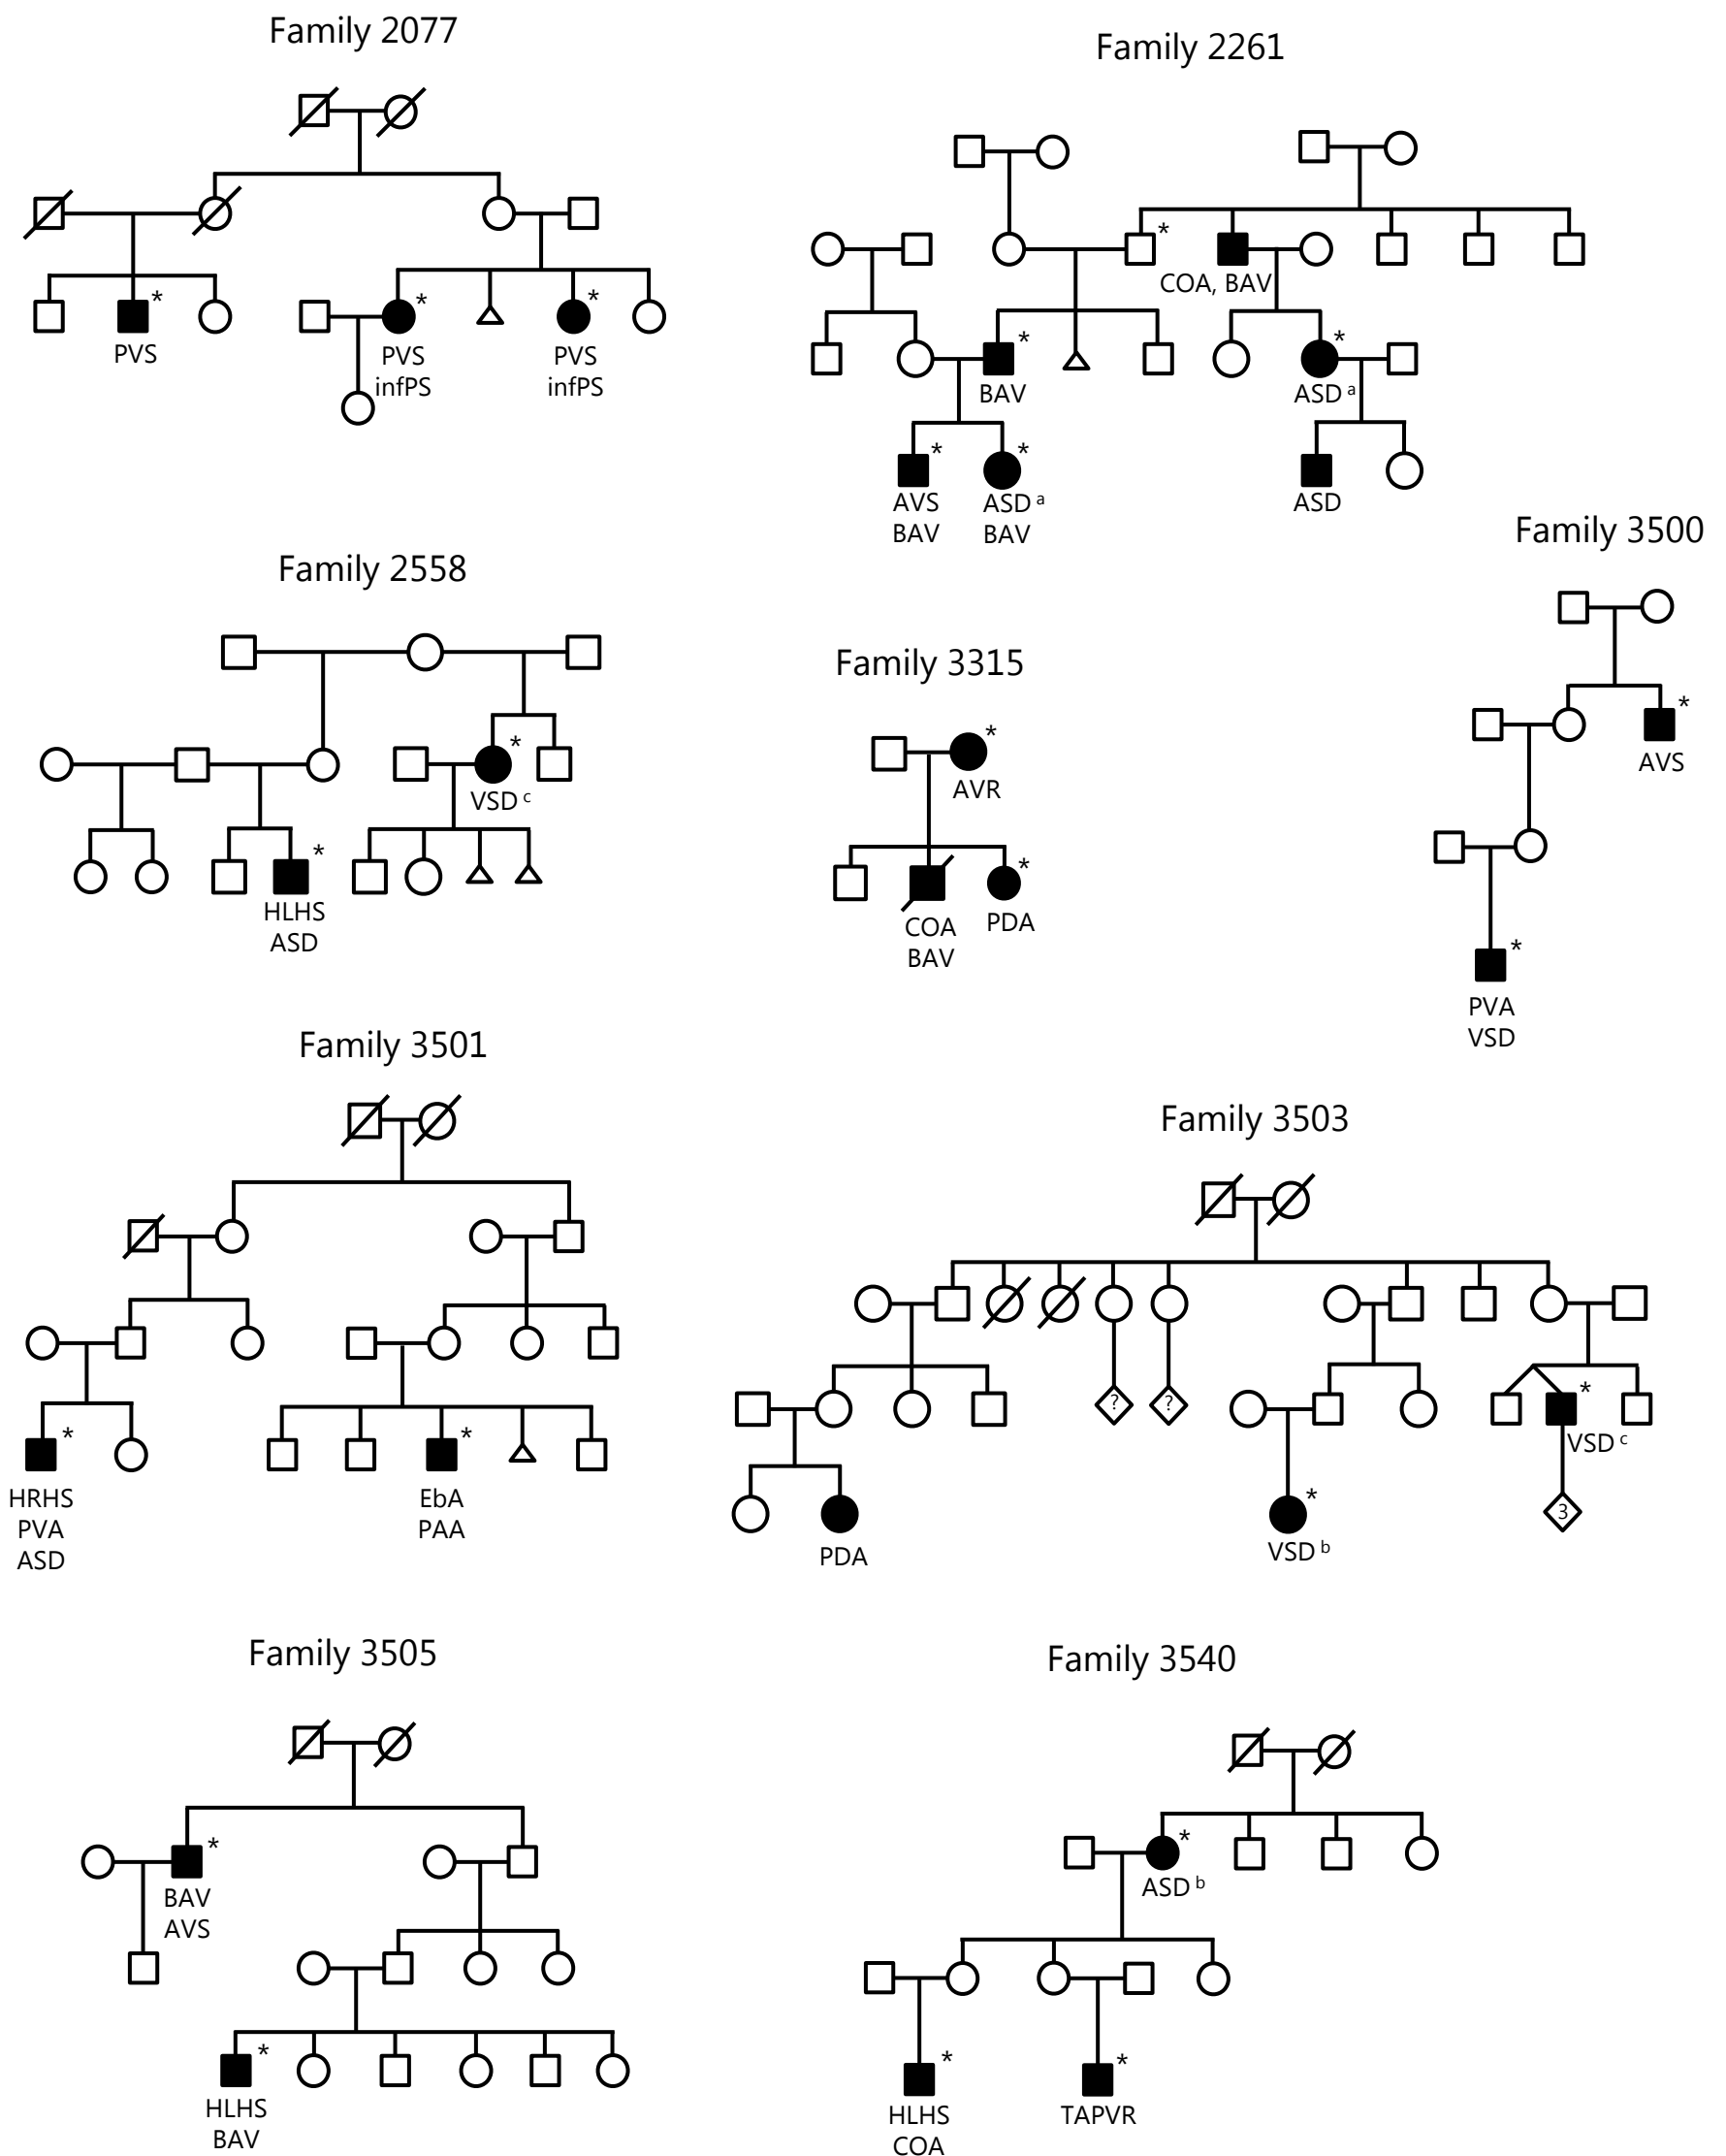 Family 2077
PVS
PVS
infPS
PVS
infPS
Family 2261
COA, BAV
BAV
ASD a
AVS
BAV
ASD a
BAV
ASD
Family 2558
VSD c
HLHS
ASD
Family 3315
AVR
COA
BAV
PDA
Family 3500
AVS
PVA
VSD
Family 3501
HRHS
PVA
ASD
EbA
PAA
Family 3503
?
?
VSD c
3
PDA
VSD b
Family 3505
BAV
AVS
HLHS
BAV
Family 3540
ASD b
HLHS
COA
TAPVR